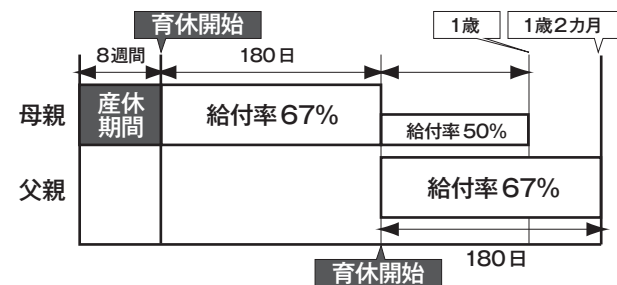 育休開始
1歳
1歳2カ月
8週間
180日
母親
産休
期間
給付率67%
給付率50%
父親
給付率67%
180日
育休開始